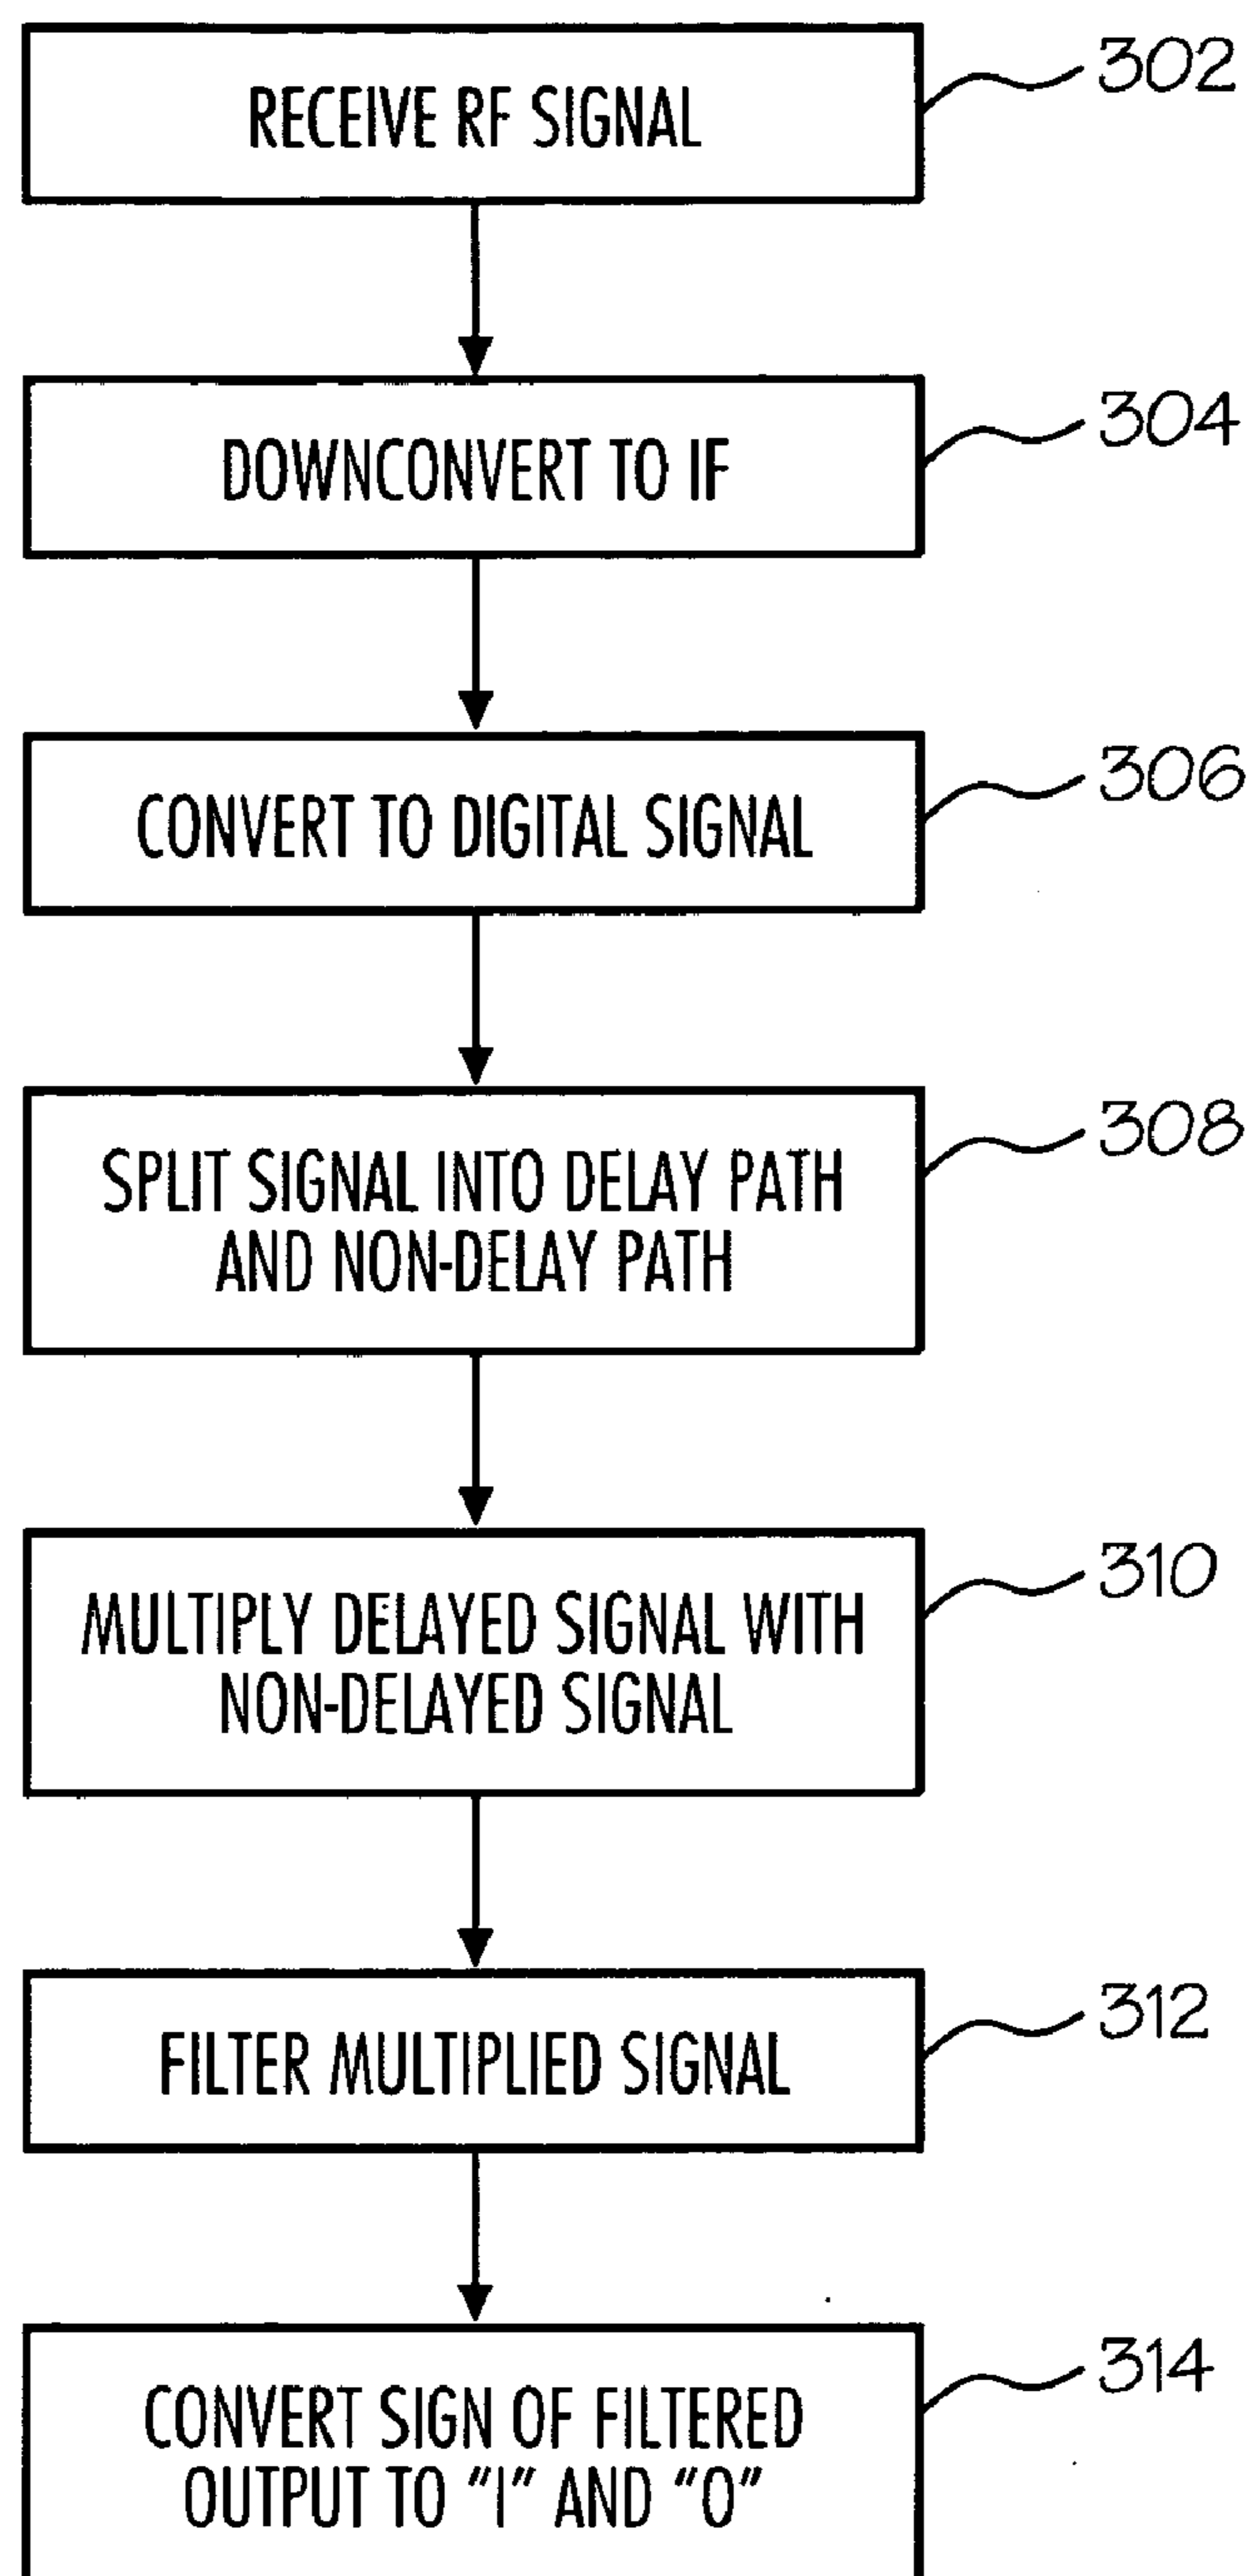 RECEIVE RF SIGNAL
302
DOWNCONVERT TO IF
304
CONVERT TO DIGITAL SIGNAL
306
SPLIT SIGNAL INTO DELAY PATH
AND NON-DELAY PATH
308
MULTIPLY DELAYED SIGNAL WITH
NON-DELAYED SIGNAL
310
FILTER MULTIPLIED SIGNAL
312
CONVERT SIGN OF FILTERED
OUTPUT TO "1" AND "0"
314